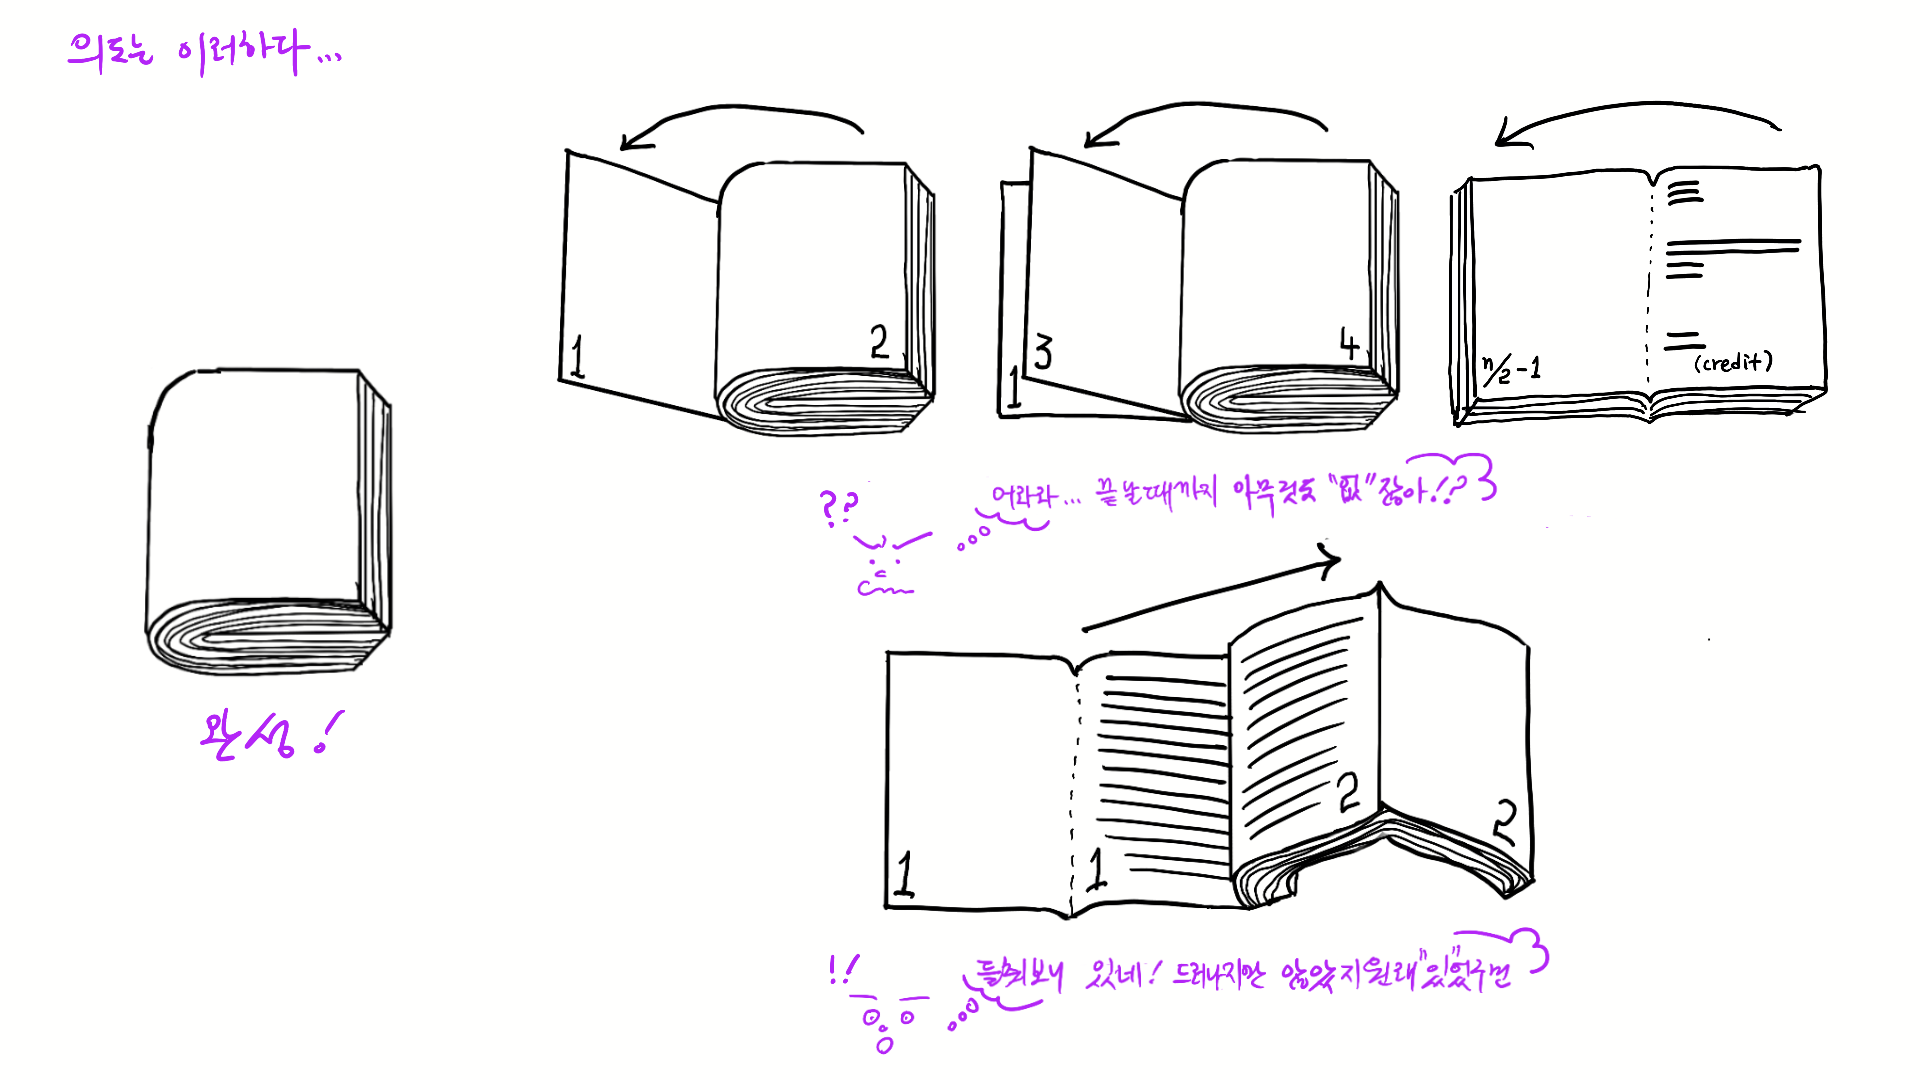 의도는 이러하다...
1
2
1
3
4
n/2-1
(credit)
??
어라라... 끝날때까지 아무것도 "없"잖아!?
완성!
1
1
2
2
!!
들춰보니 있네! 드러나지만 않았지 원래 "있"었구먼